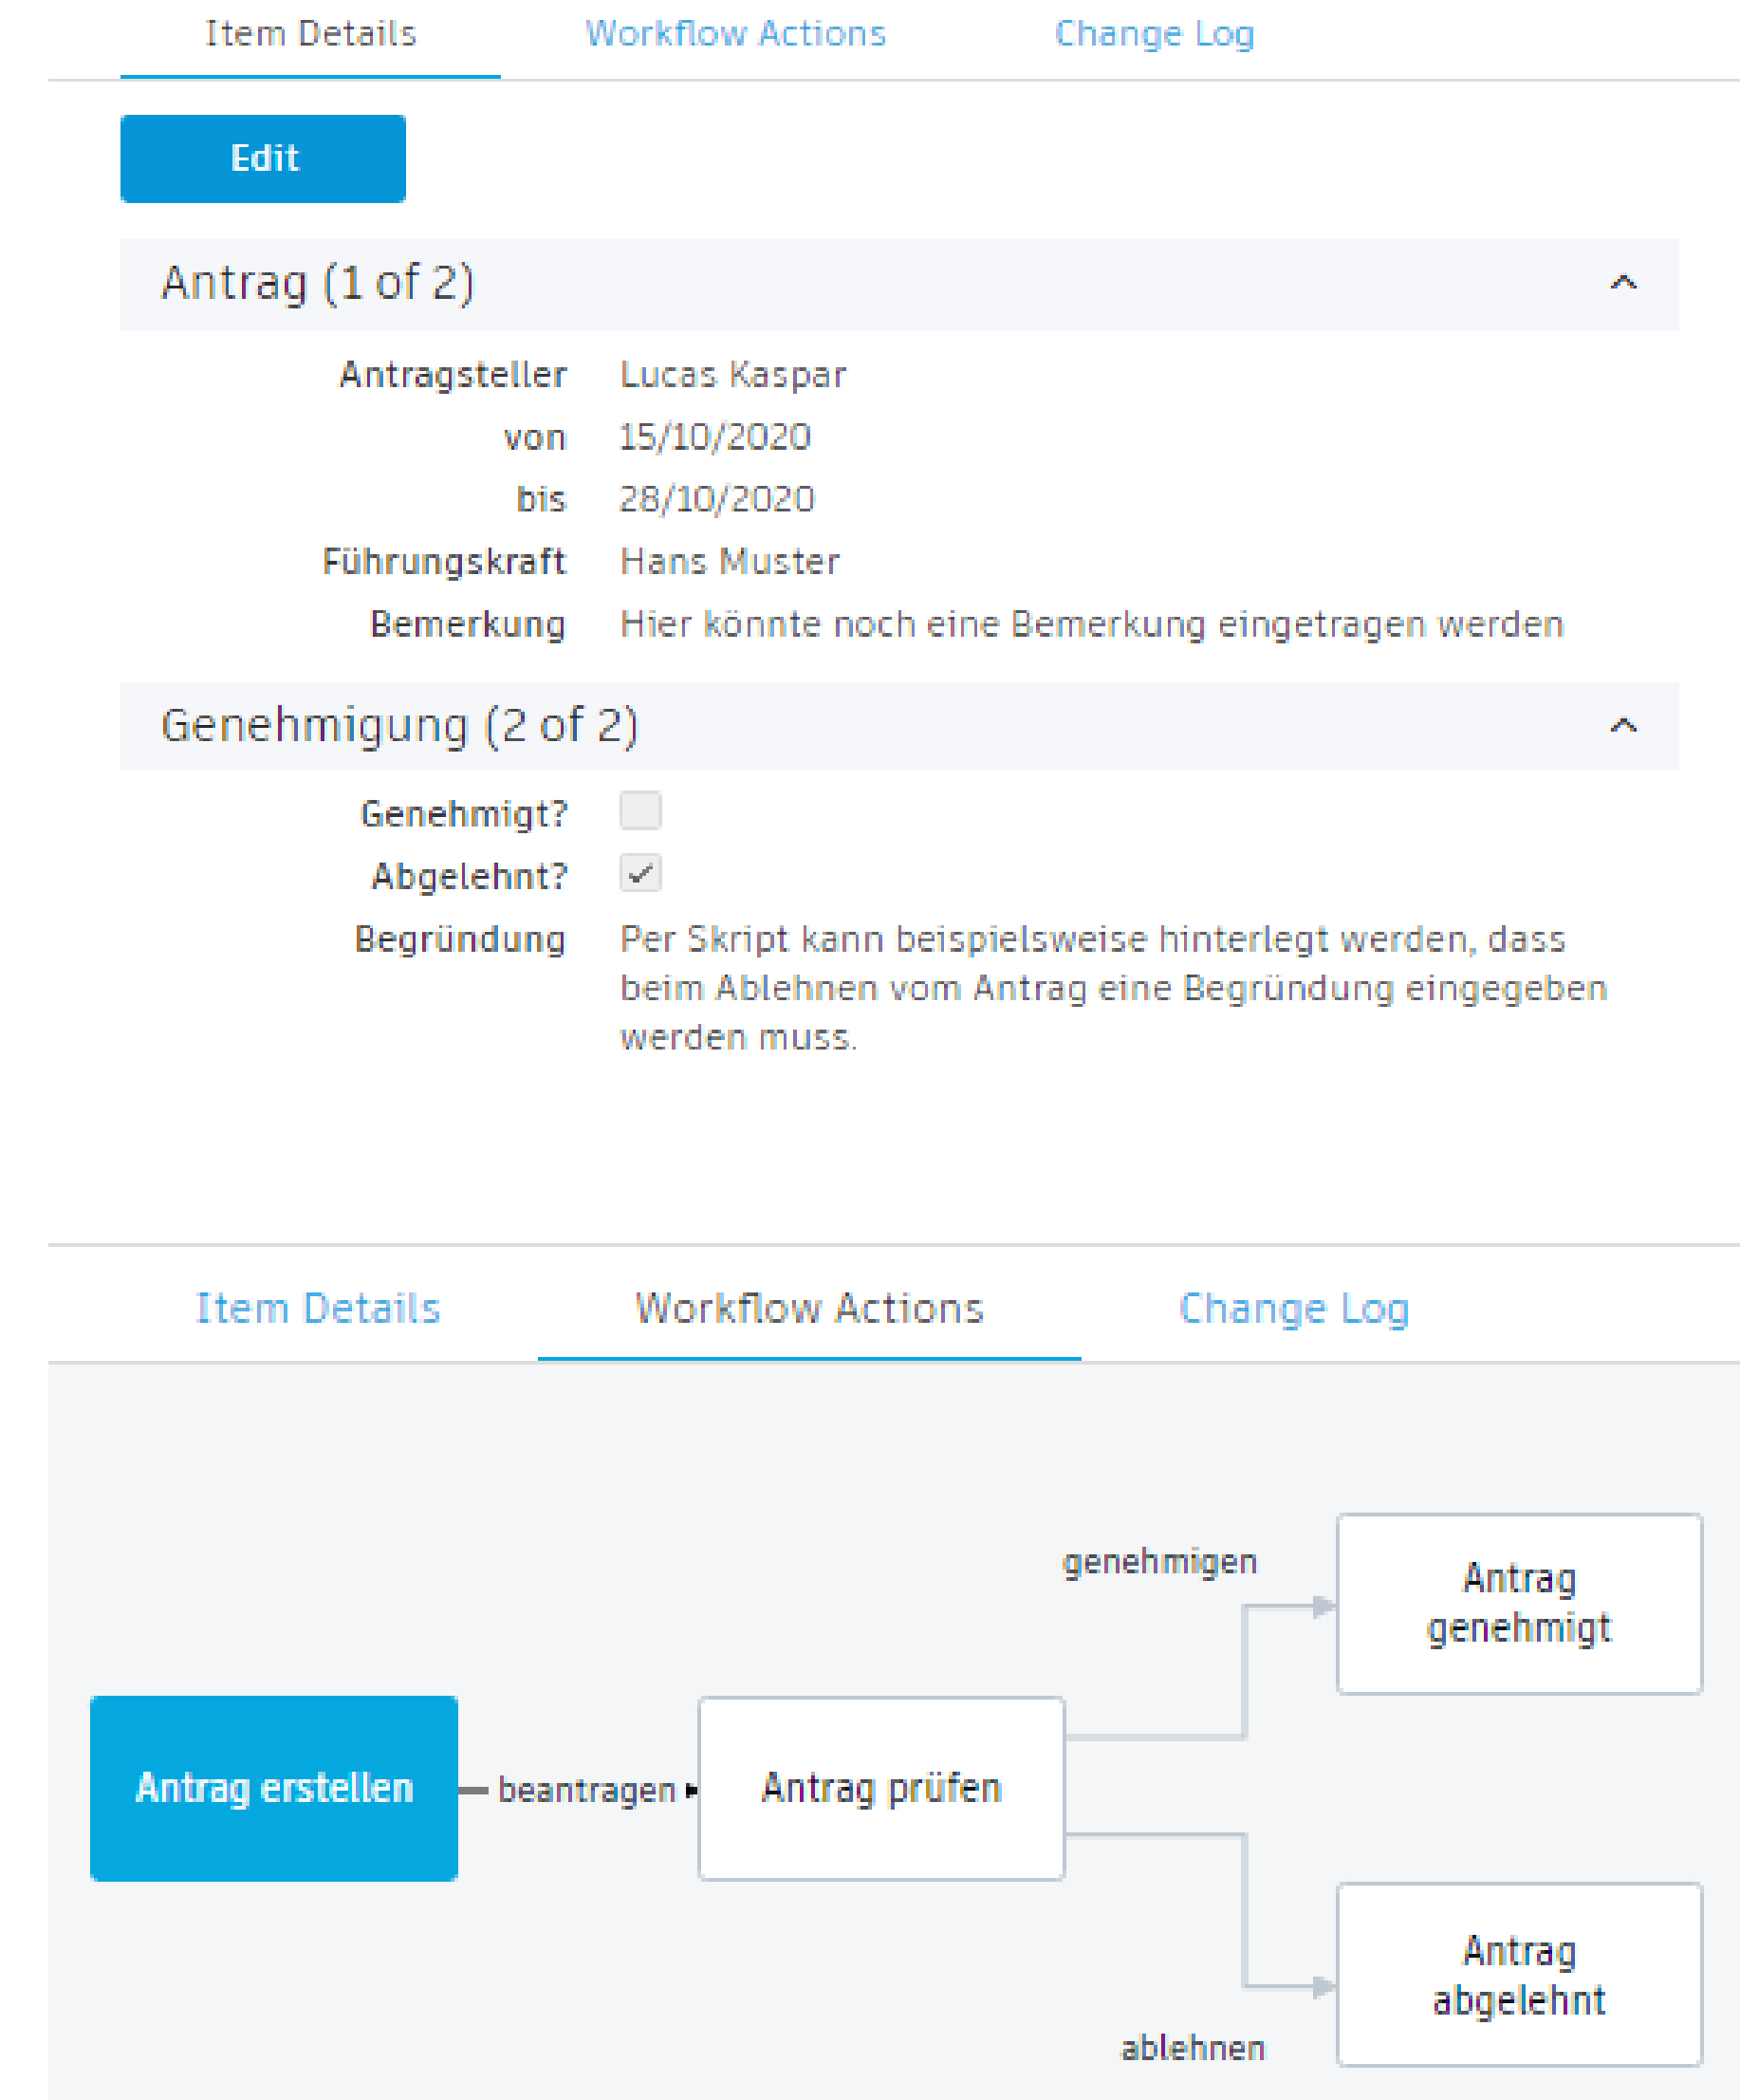 Item Details Workflow Actions Change Log
Edit
Antrag (1 of 2)
Antragsteller Lucas Kaspar
von 15/10/2020
bis 28/10/2020
Führungskraft Hans Muster
Bemerkung Hier könnte noch eine Bemerkung eingetragen werden
Genehmigung (2 of 2)
Genehmigt?
Abgelehnt?
Begründung Per Skript kann beispielsweise hinterlegt werden, dass
beim Ablehnen vom Antrag eine Begründung eingegeben
werden muss.
Item Details Workflow Actions Change Log
genehmigen
Antrag
genehmigt
Antrag erstellen beantragen Antrag prüfen
Antrag
abgelehnt
ablehnen